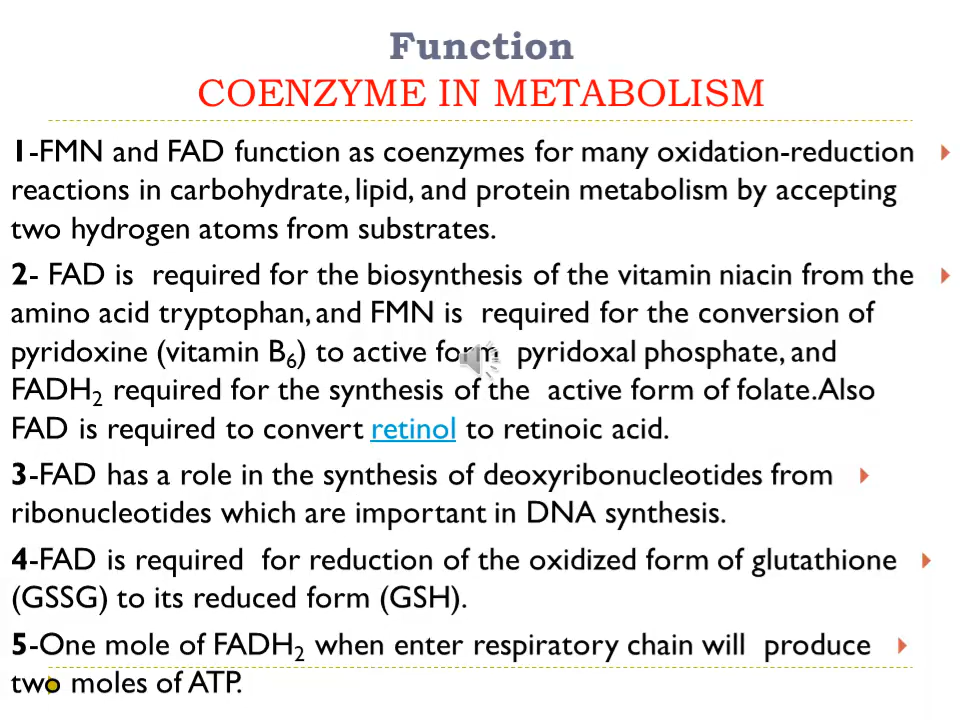 Function
COENZYME IN METABOLISM
1-FMN and FAD function as coenzymes for many oxidation-reduction
reactions in carbohydrate, lipid, and protein metabolism by accepting
two hydrogen atoms from substrates.
2- FAD is required for the biosynthesis of the vitamin niacin from the
amino acid tryptophan, and FMN is required for the conversion of
pyridoxine (vitamin B6) to active form pyridoxal phosphate, and
FADH2 required for the synthesis of the active form of folate. Also
FAD is required to convert retinol to retinoic acid.
3-FAD has a role in the synthesis of deoxyribonucleotides from
ribonucleotides which are important in DNA synthesis.
4-FAD is required for reduction of the oxidized form of glutathione
(GSSG) to its reduced form (GSH).
5-One mole of FADH2 when enter respiratory chain will produce
two moles of ATP.